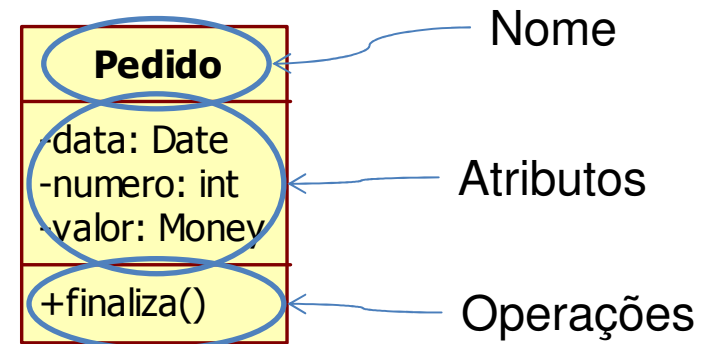 Pedido
-data: Date
-numero: int
-valor: Money
+finaliza()
Nome
Atributos
Operações